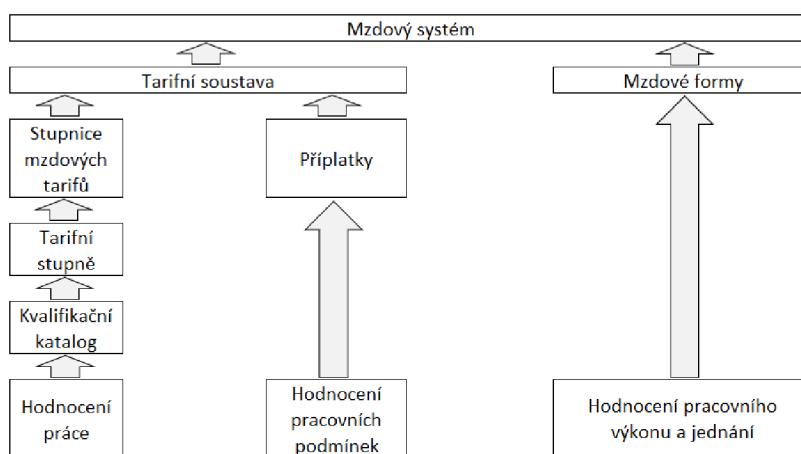 Mzdový systém
Tarifní soustava
Mzdové formy
Stupnice
mzdových
tarifů
Příplatky
Tarifní
stupně
Kvalifikační
katalog
Hodnocení
práce
Hodnocení
pracovních
podmínek
Hodnocení pracovního
výkonu a jednání